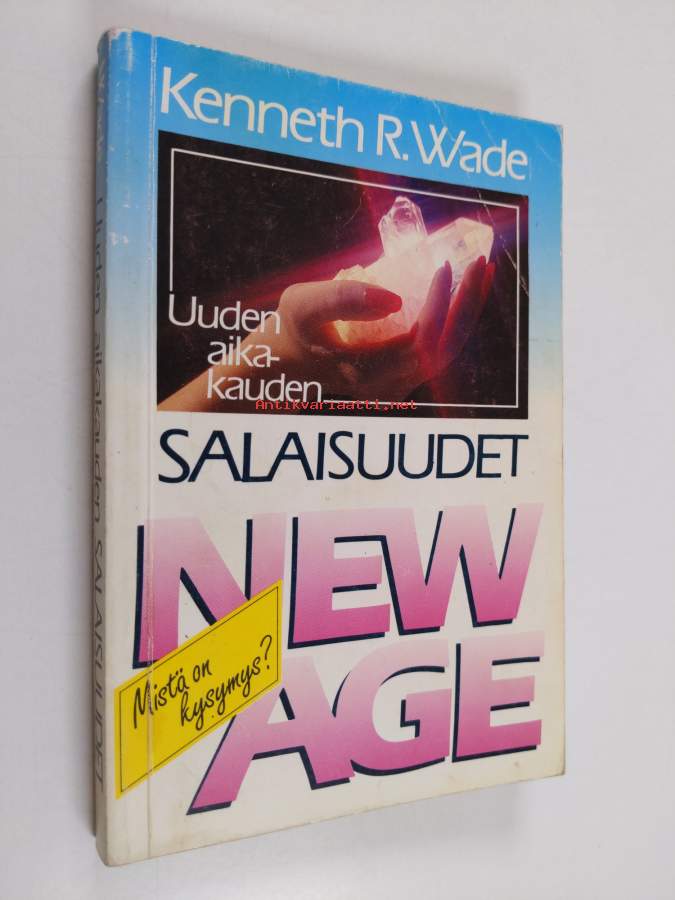 Kenneth R. Wade
Uuden
aika-
kauden
Antikvariaatti.net
SALAISUUDET
NEW
AGE
Mistä on
kysymys?
Uuden aikakauden SALAISUUDET